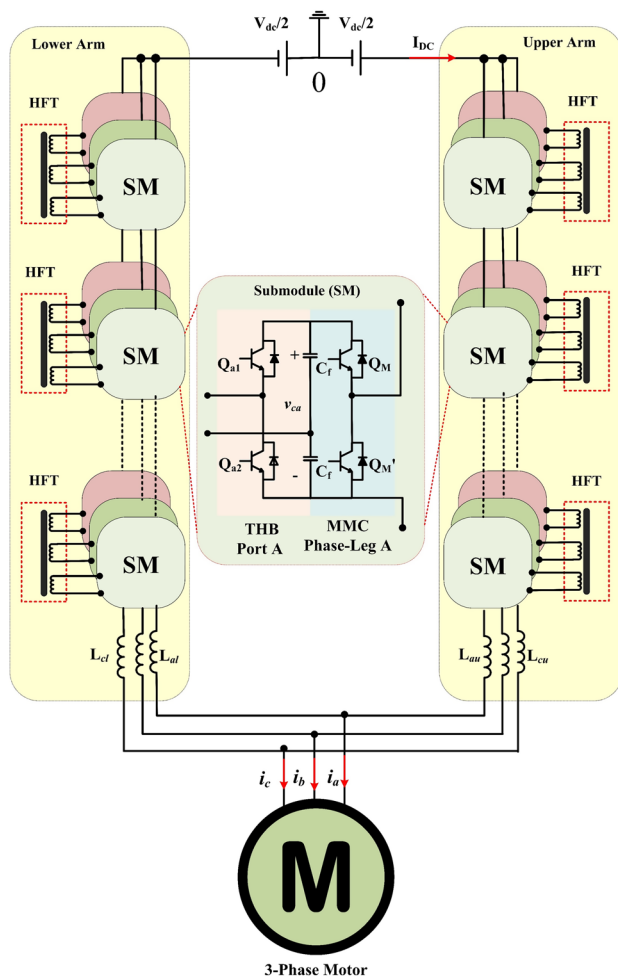 V_dc/2
V_dc/2
Lower Arm
I_DC
Upper Arm
0
HFT
HFT
SM
SM
HFT
HFT
Submodule (SM)
SM
SM
Q_a1
+
C_f
Q_M
v_ca
Q_a2
-
C_f
Q_M'
HFT
HFT
THB
Port A
MMC
Phase-Leg A
SM
SM
L_cl
L_al
L_au
L_cu
i_c
i_b
i_a
M
3-Phase Motor